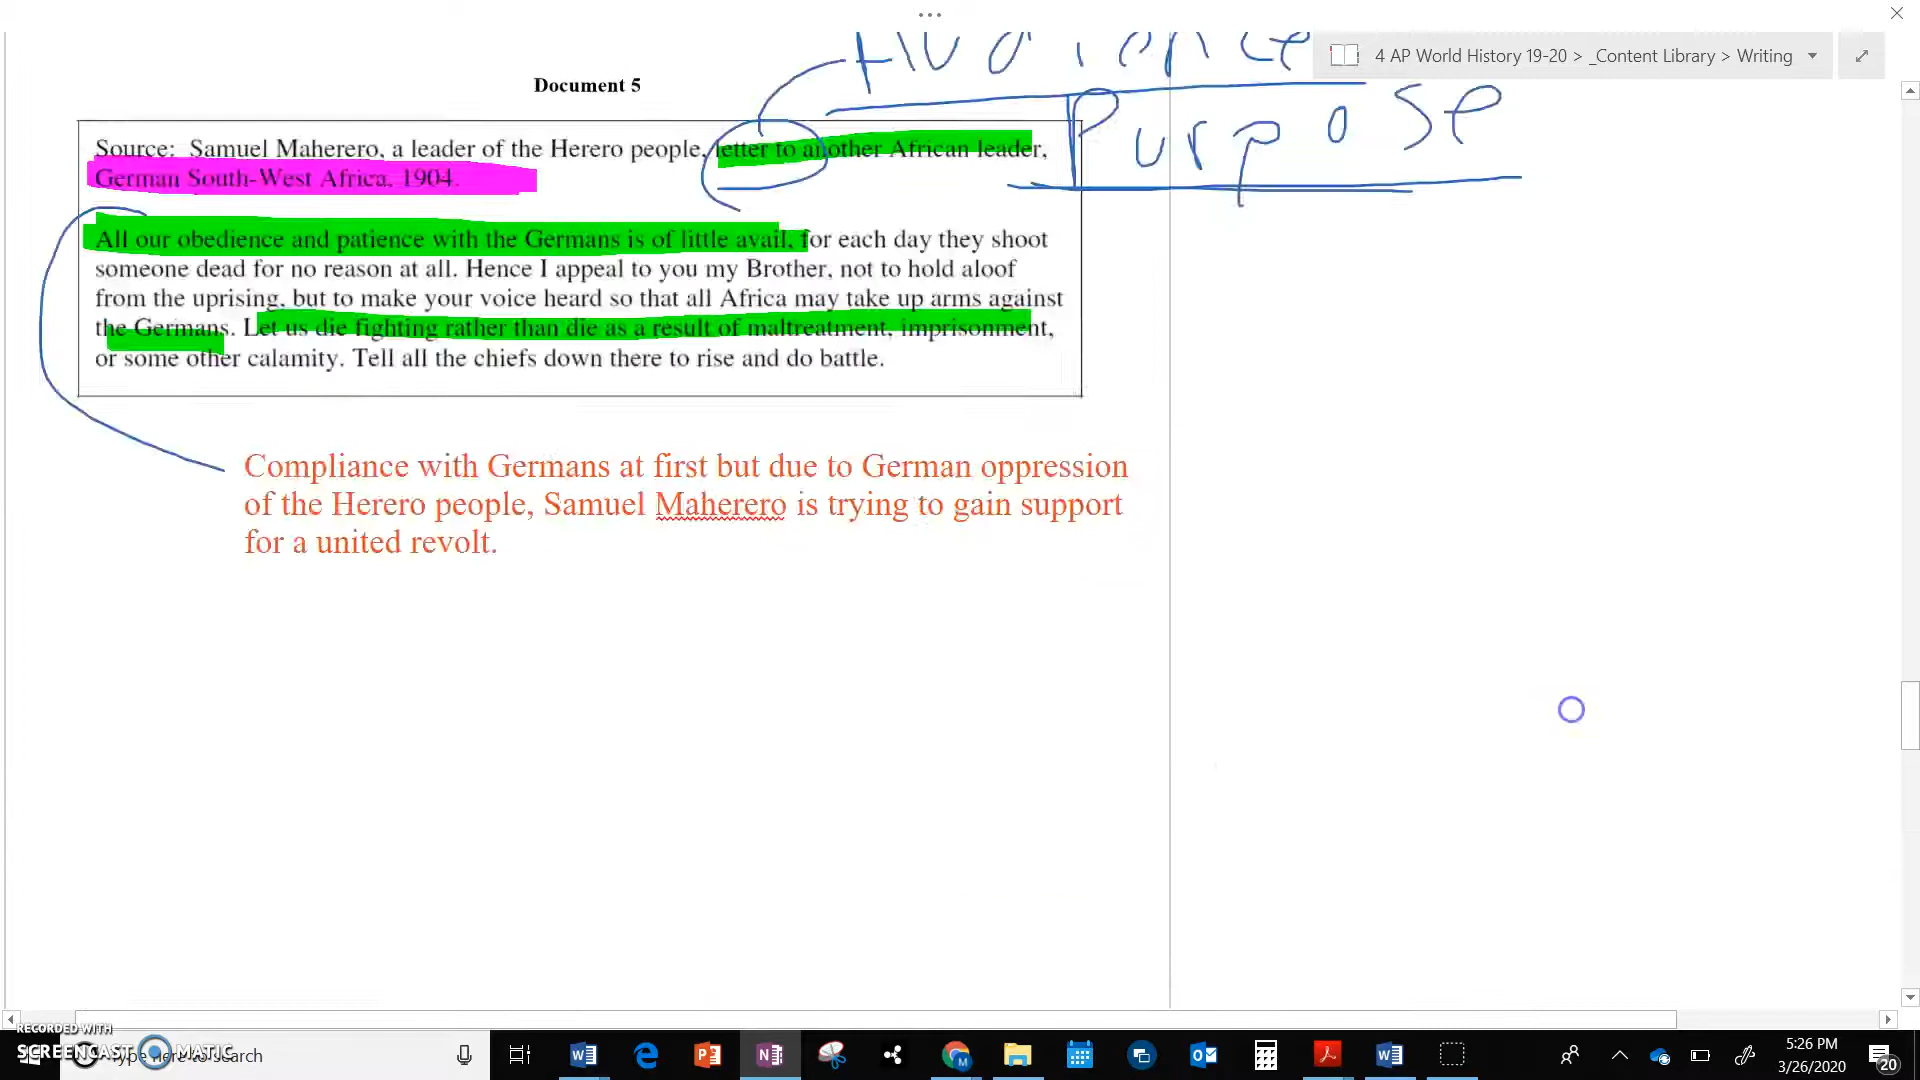 Audience
4 AP World History 19-20 > _Content Library > Writing
Purpose
Document 5
Source: Samuel Maherero, a leader of the Herero people, letter to another African leader,
German South-West Africa, 1904.
All our obedience and patience with the Germans is of little avail, for each day they shoot
someone dead for no reason at all. Hence I appeal to you my Brother, not to hold aloof
from the uprising, but to make your voice heard so that all Africa may take up arms against
the Germans. Let us die fighting rather than die as a result of maltreatment, imprisonment,
or some other calamity. Tell all the chiefs down there to rise and do battle.
Compliance with Germans at first but due to German oppression
of the Herero people, Samuel Maherero is trying to gain support
for a united revolt.
RECORDED WITH
SCREENCAST MATIC
Type here to search
5:26 PM
3/26/2020
20